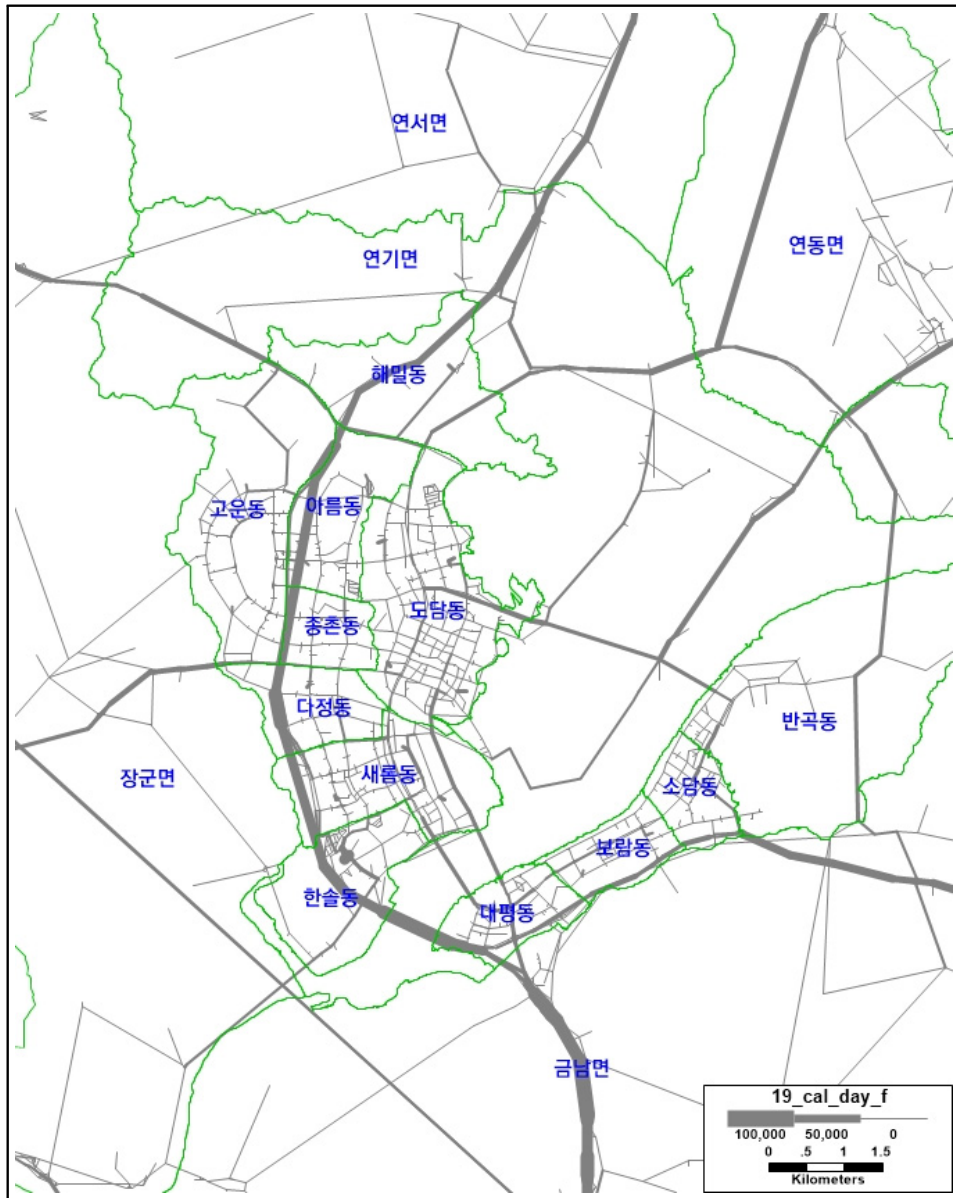 연서면
연기면
연동면
해밀동
고운동
아름동
도담동
종촌동
다정동
반곡동
장군면
새롬동
소담동
보람동
한솔동
대평동
금남면
19_cal_day_f
100,000 50,000 0
0 .5 1 1.5
Kilometers